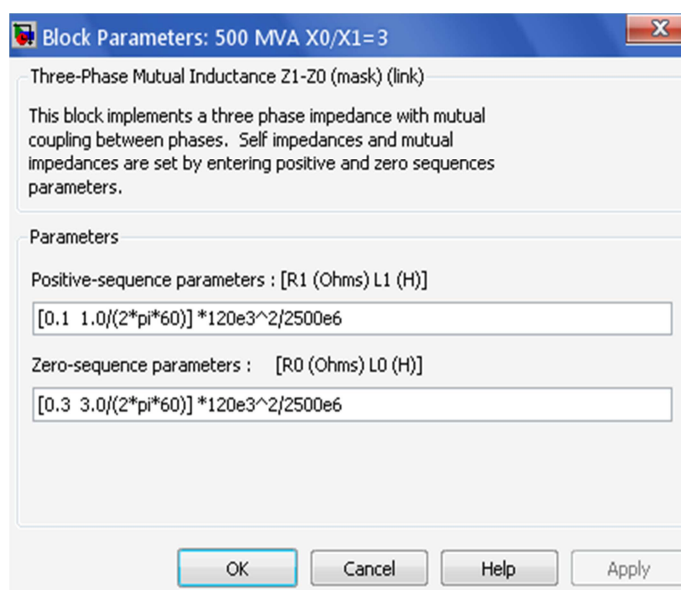 Block Parameters: 500 MVA X0/X1=3
X
Three-Phase Mutual Inductance Z1-Z0 (mask) (link)
This block implements a three phase impedance with mutual
coupling between phases.  Self impedances and mutual
impedances are set by entering positive and zero sequences
parameters.
Parameters
Positive-sequence parameters : [R1 (Ohms) L1 (H)]
[0.1  1.0/(2*pi*60)] *120e3^2/2500e6
Zero-sequence parameters :    [R0 (Ohms) L0 (H)]
[0.3  3.0/(2*pi*60)] *120e3^2/2500e6
OK Cancel Help Apply